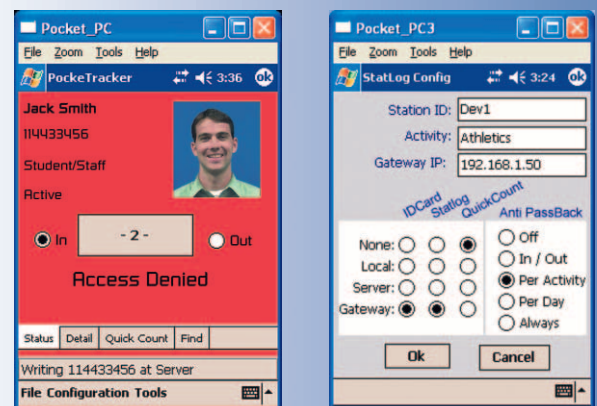 Pocket_PC
File Zoom Tools Help
PockeTracker 3:36 ok
Jack Smith
114433456
Student/Staff
Active
In - 2 - Out
Access Denied
Status Detail Quick Count Find
Writing 114433456 at Server
File Configuration Tools
Pocket_PC3
File Zoom Tools Help
StatLog Config 3:24 ok
Station ID: Dev1
Activity: Athletics
Gateway IP: 192.168.1.50
IDCard Statlog QuickCount Anti PassBack
None: Off
Local: In / Out
Server: Per Activity
Gateway: Per Day
Always
Ok Cancel